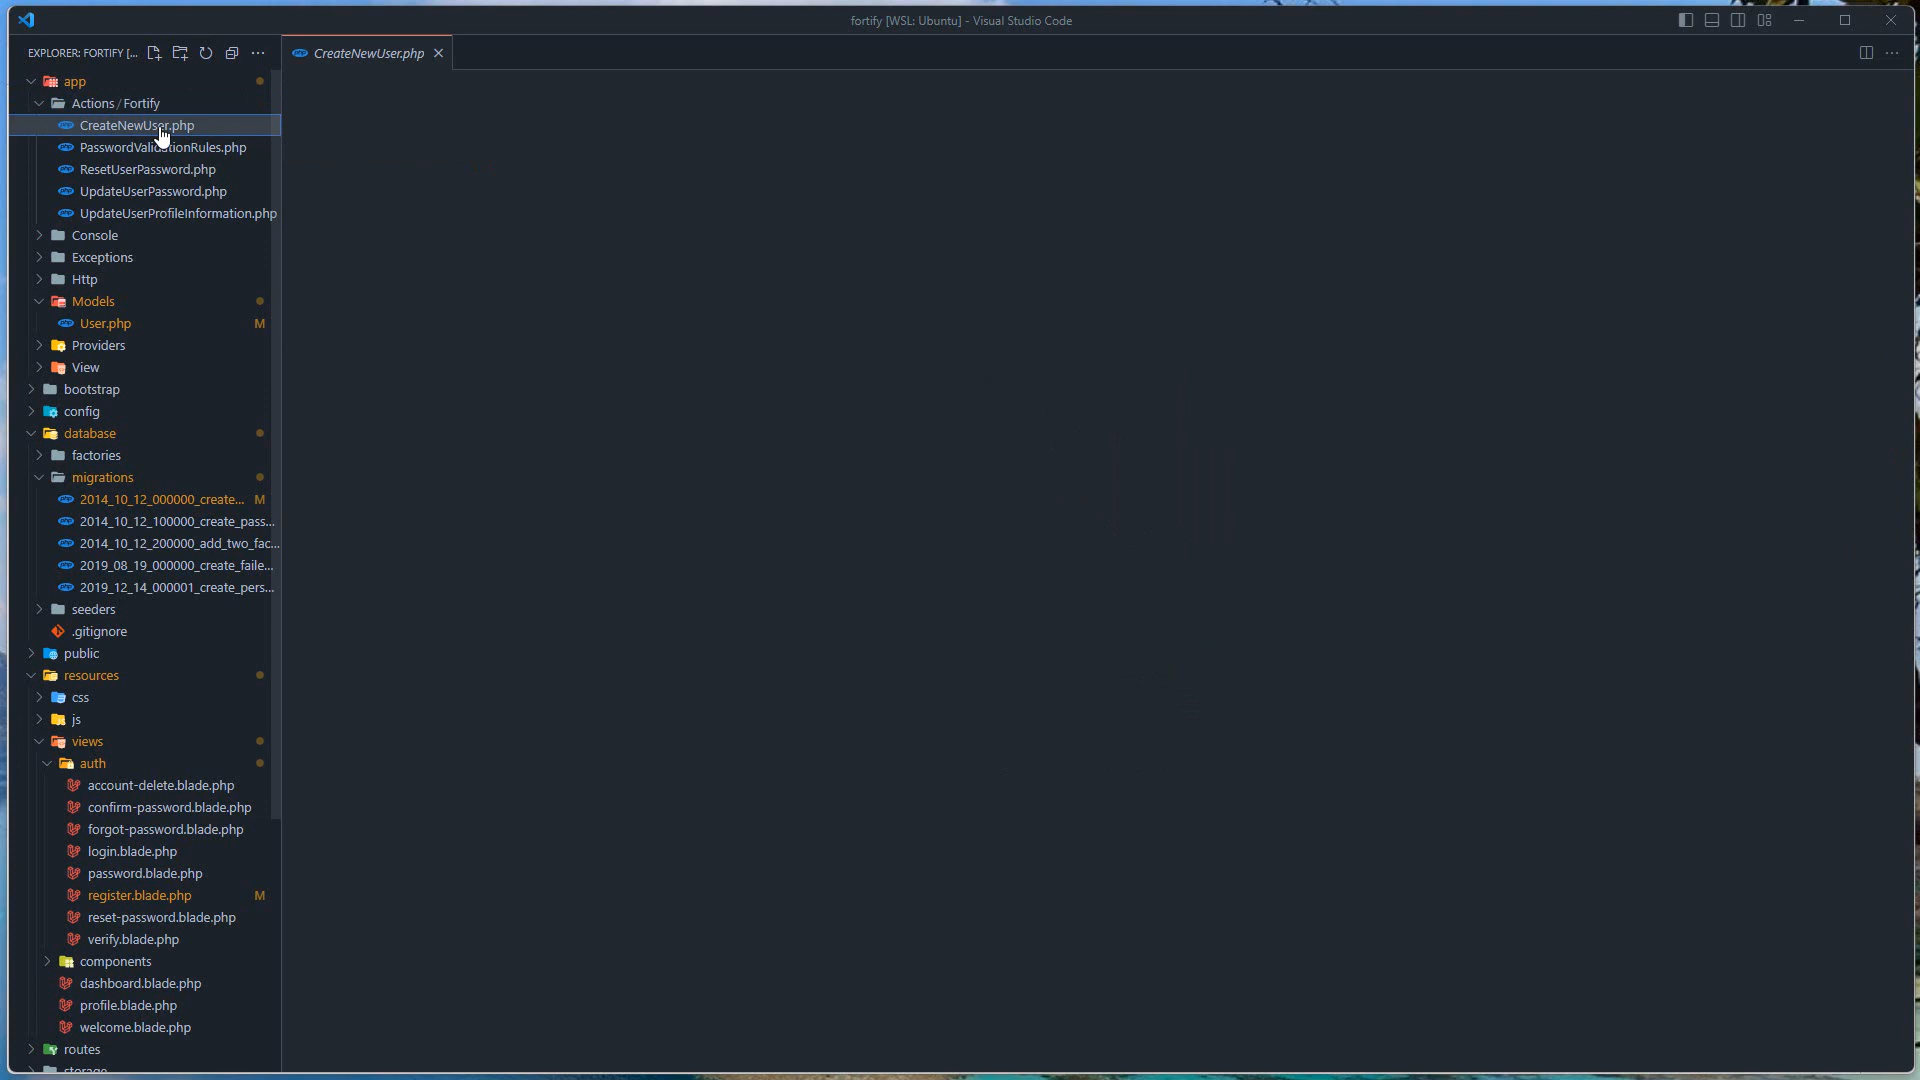 fortify [WSL: Ubuntu] - Visual Studio Code
EXPLORER: FORTIFY [...
CreateNewUser.php
app
Actions / Fortify
CreateNewUser.php
PasswordValidationRules.php
ResetUserPassword.php
UpdateUserPassword.php
UpdateUserProfileInformation.php
Console
Exceptions
Http
Models
User.php M
Providers
View
bootstrap
config
database
factories
migrations
2014_10_12_000000_create... M
2014_10_12_100000_create_pass...
2014_10_12_200000_add_two_fac...
2019_08_19_000000_create_faile...
2019_12_14_000001_create_pers...
seeders
.gitignore
public
resources
css
js
views
auth
account-delete.blade.php
confirm-password.blade.php
forgot-password.blade.php
login.blade.php
password.blade.php
register.blade.php M
reset-password.blade.php
verify.blade.php
components
dashboard.blade.php
profile.blade.php
welcome.blade.php
routes
storage